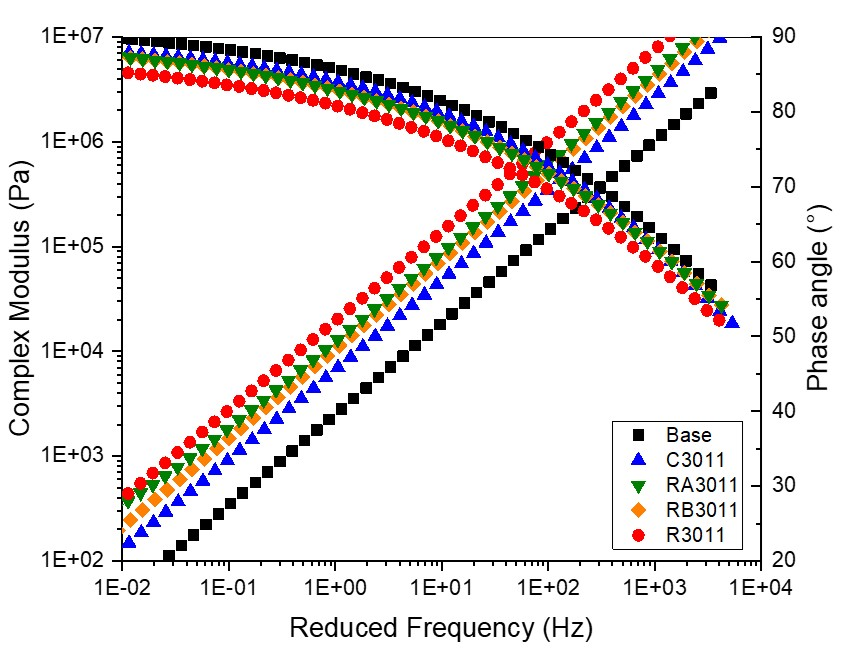 1E+07
1E+06
1E+05
1E+04
1E+03
1E+02
Complex Modulus (Pa)
90
80
70
60
50
40
30
20
Phase angle (°)
Base
C3011
RA3011
RB3011
R3011
1E-02 1E-01 1E+00 1E+01 1E+02 1E+03 1E+04
Reduced Frequency (Hz)